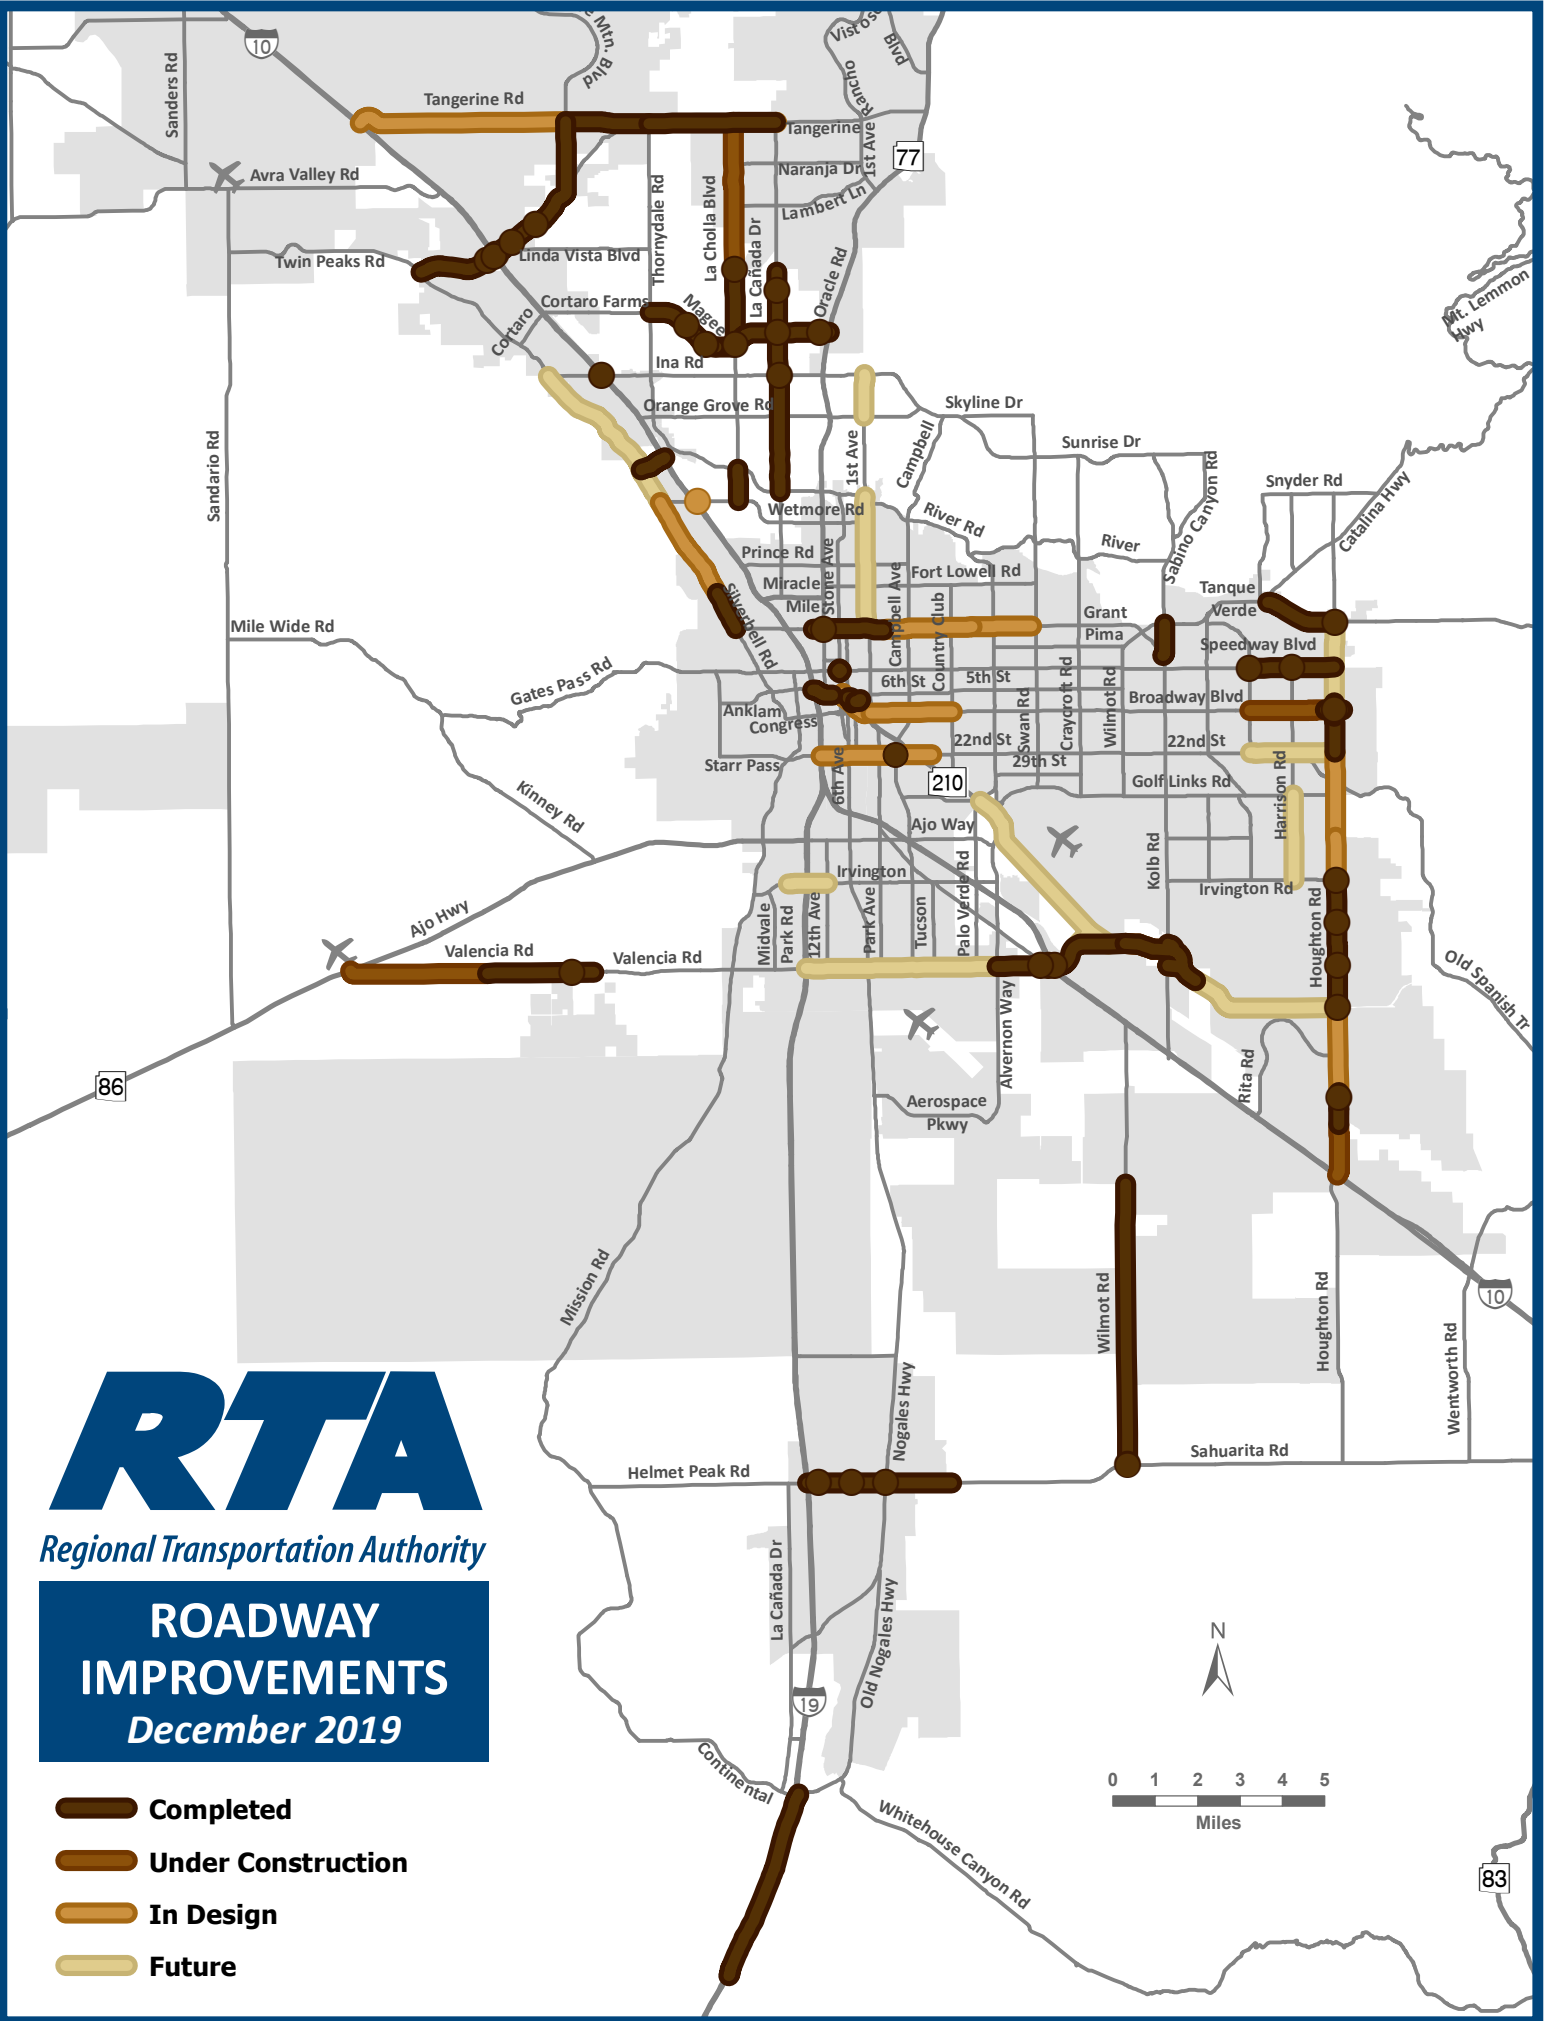 e Mtn. Blvd
Vistoso Blvd
Rancho
10
Sanders Rd
Tangerine Rd
Tangerine
1st Ave
77
Avra Valley Rd
Naranja Dr
Lambert Ln
Thornydale Rd
La Cholla Blvd
La Cañada Dr
Oracle Rd
Twin Peaks Rd
Linda Vista Blvd
Cortaro Farms
Magee
Cortaro
Mt. Lemmon
Hwy
Ina Rd
Orange Grove Rd
Skyline Dr
Sunrise Dr
1st Ave
Campbell
Sandario Rd
Sabino Canyon Rd
Snyder Rd
Catalina Hwy
Wetmore Rd
River Rd
River
Prince Rd
Stone Ave
Miracle
Mile
Fort Lowell Rd
Campbell Ave
Country Club
Tanque
Verde
Grant
Pima
Silverbell Rd
Mile Wide Rd
Speedway Blvd
Gates Pass Rd
6th St
5th St
Swan Rd
Craycroft Rd
Wilmot Rd
Broadway Blvd
Anklam
Congress
22nd St
22nd St
29th St
Starr Pass
6th Ave
210
Golf Links Rd
Harrison Rd
Kinney Rd
Ajo Way
Kolb Rd
Irvington
Irvington Rd
Ajo Hwy
Midvale
Park Rd
12th Ave
Park Ave
Tucson
Palo Verde Rd
Houghton Rd
Valencia Rd
Valencia Rd
Old Spanish Tr
Alvernon Way
Rita Rd
86
Aerospace
Pkwy
Mission Rd
Wilmot Rd
Houghton Rd
10
Wentworth Rd
Nogales Hwy
Sahuarita Rd
Helmet Peak Rd
La Cañada Dr
Old Nogales Hwy
19
Continental
Whitehouse Canyon Rd
83
RTA
Regional Transportation Authority
ROADWAY
IMPROVEMENTS
December 2019
Completed
Under Construction
In Design
Future
N
0 1 2 3 4 5
Miles